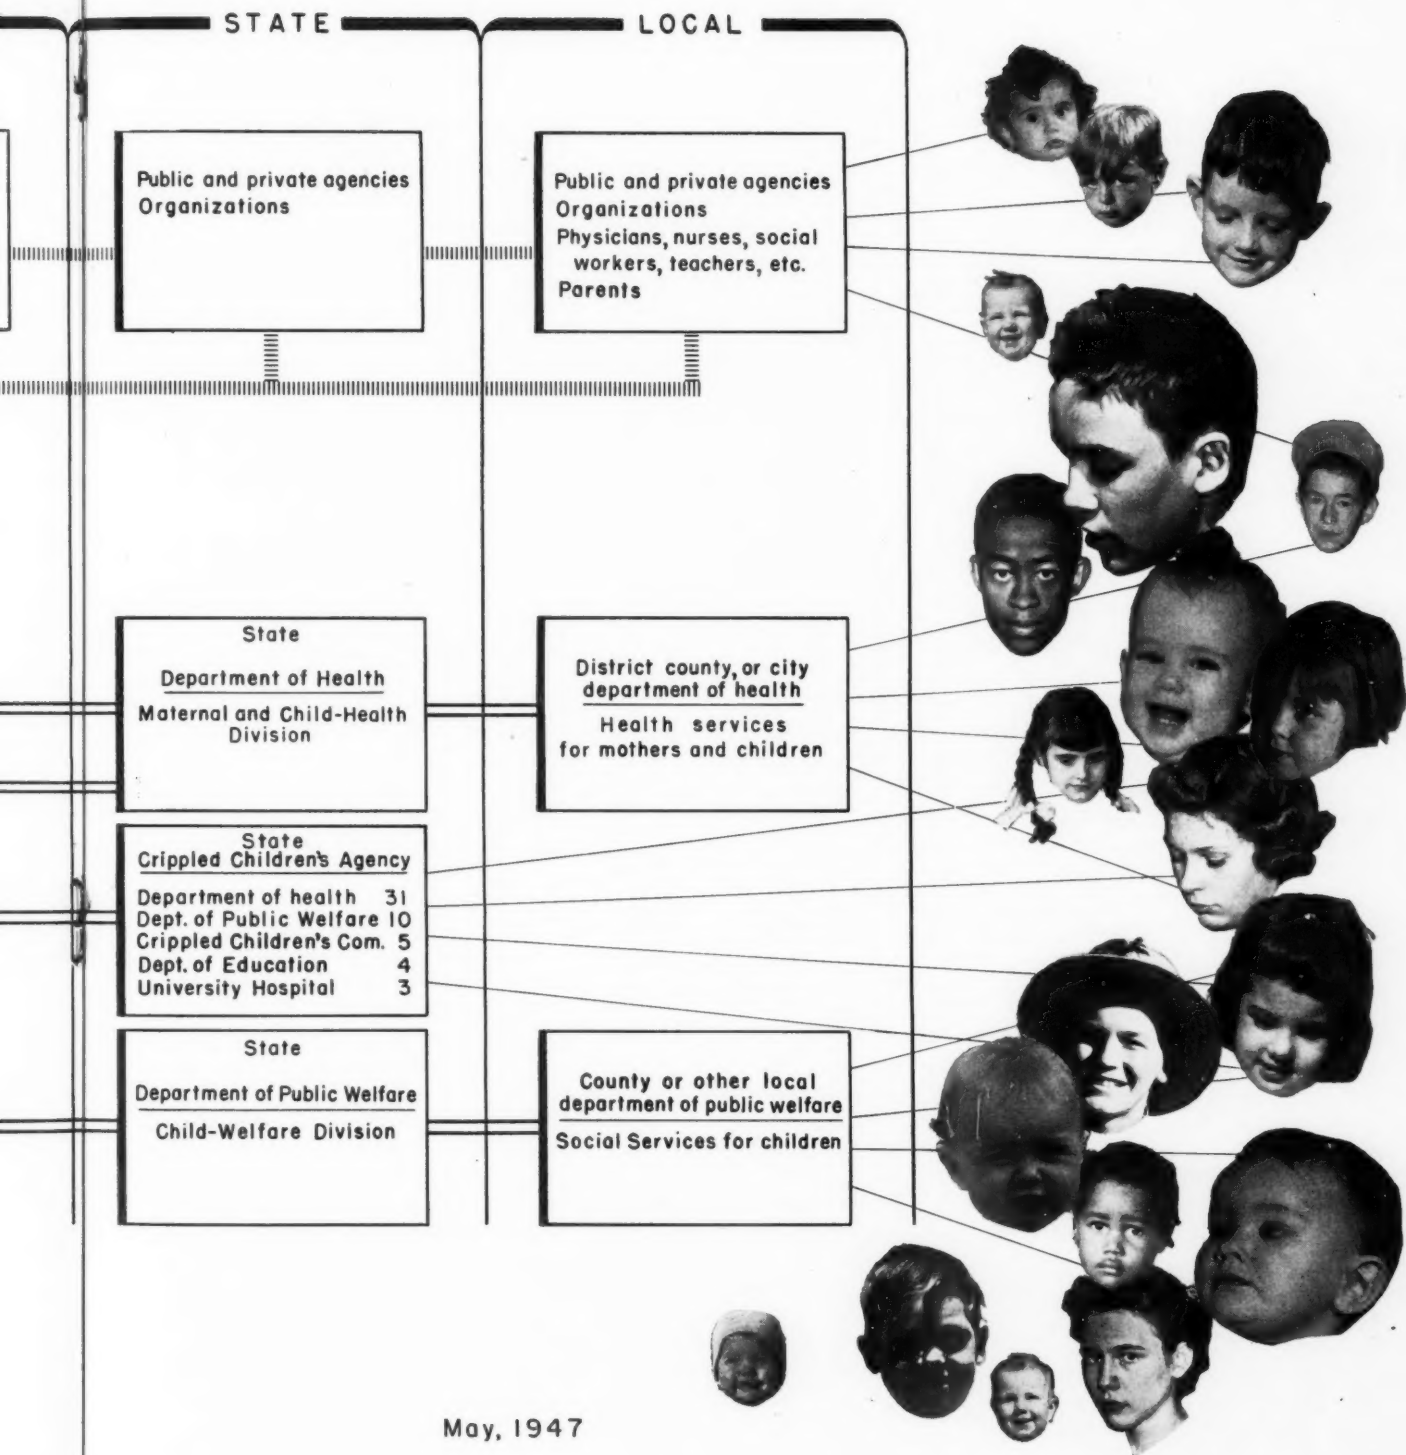 STATE
LOCAL
Public and private agencies
Organizations
Public and private agencies
Organizations
Physicians, nurses, social
workers, teachers, etc.
Parents
State
Department of Health
Maternal and Child-Health
Division
District county, or city
department of health
Health services
for mothers and children
State
Crippled Children's Agency
Department of health 31
Dept. of Public Welfare 10
Crippled Children's Com. 5
Dept. of Education 4
University Hospital 3
State
Department of Public Welfare
Child-Welfare Division
County or other local
department of public welfare
Social Services for children
May, 1947